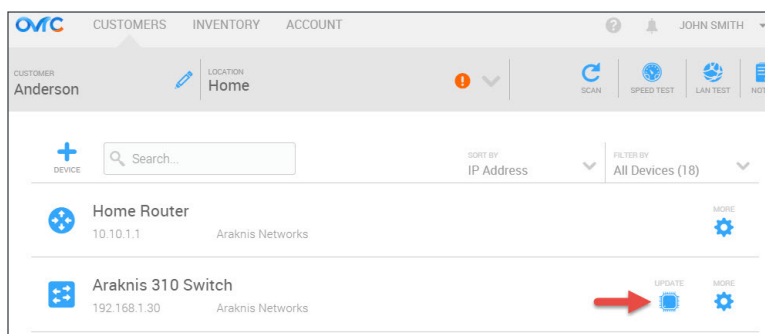 OVRC CUSTOMERS INVENTORY ACCOUNT ? JOHN SMITH
CUSTOMER LOCATION
Anderson Home ! SCAN SPEED TEST LAN TEST
DEVICE Search... SORT BY FILTER BY
IP Address All Devices (18)
Home Router MORE
10.10.1.1 Araknis Networks
Araknis 310 Switch UPDATE MORE
192.168.1.30 Araknis Networks